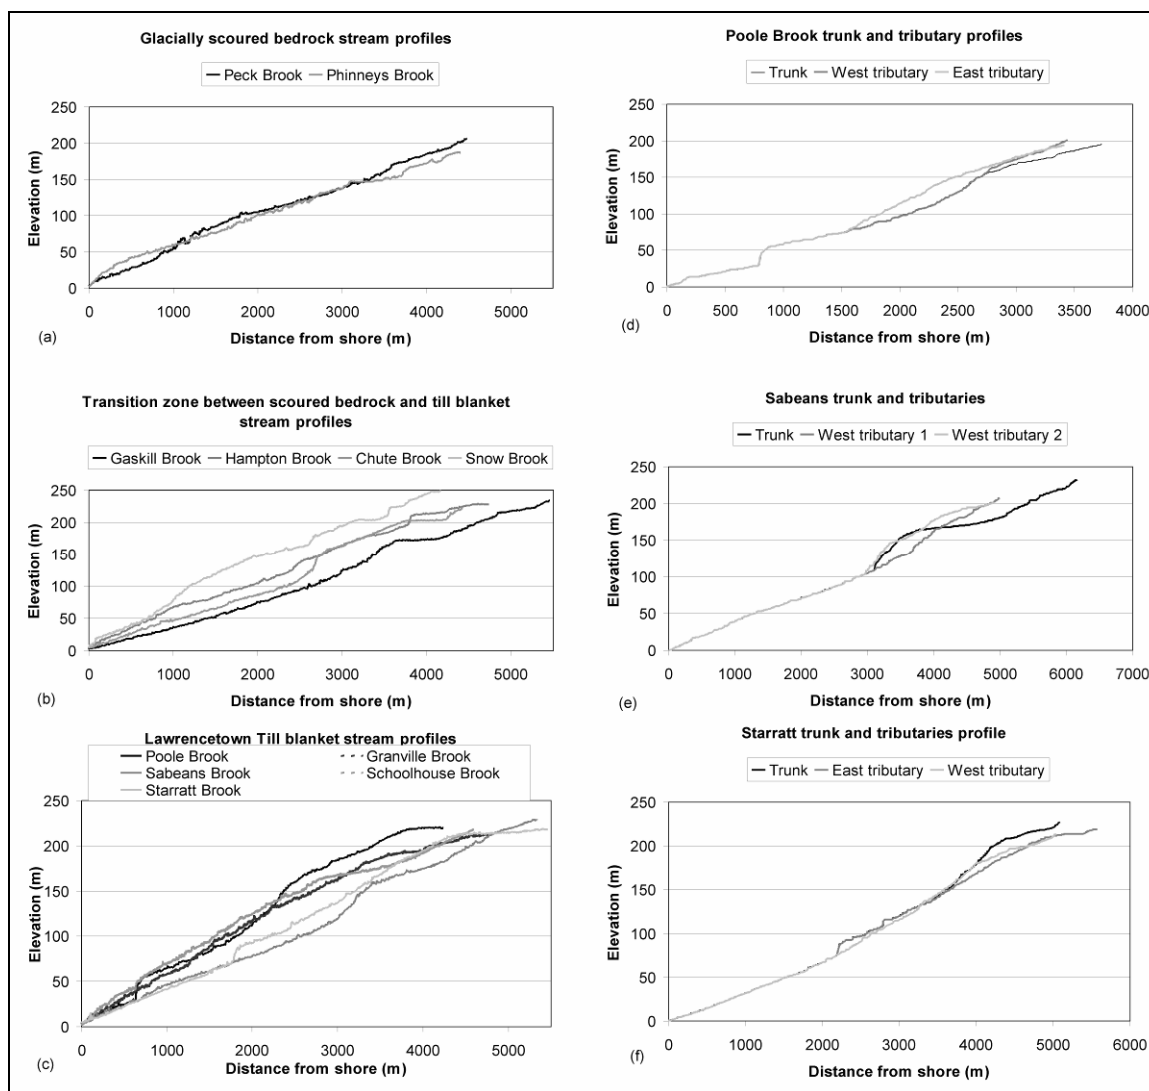 Glacially scoured bedrock stream profiles
Peck Brook Phinneys Brook
250
200
150
100
50
0
Elevation (m)
0 1000 2000 3000 4000 5000
Distance from shore (m)
(a)
Transition zone between scoured bedrock and till blanket
stream profiles
Gaskill Brook Hampton Brook Chute Brook Snow Brook
250
200
150
100
50
0
Elevation (m)
0 1000 2000 3000 4000 5000
Distance from shore (m)
(b)
Lawrencetown Till blanket stream profiles
Poole Brook Granville Brook
Sabeans Brook Schoolhouse Brook
Starratt Brook
250
200
150
100
50
0
Elevation (m)
0 1000 2000 3000 4000 5000
Distance from shore (m)
(c)
Poole Brook trunk and tributary profiles
Trunk West tributary East tributary
250
200
150
100
50
0
Elevation (m)
0 500 1000 1500 2000 2500 3000 3500 4000
Distance from shore (m)
(d)
Sabeans trunk and tributaries
Trunk West tributary 1 West tributary 2
250
200
150
100
50
0
Elevation (m)
0 1000 2000 3000 4000 5000 6000 7000
Distance from shore (m)
(e)
Starratt trunk and tributaries profile
Trunk East tributary West tributary
250
200
150
100
50
0
Elevation (m)
0 1000 2000 3000 4000 5000 6000
Distance from shore (m)
(f)